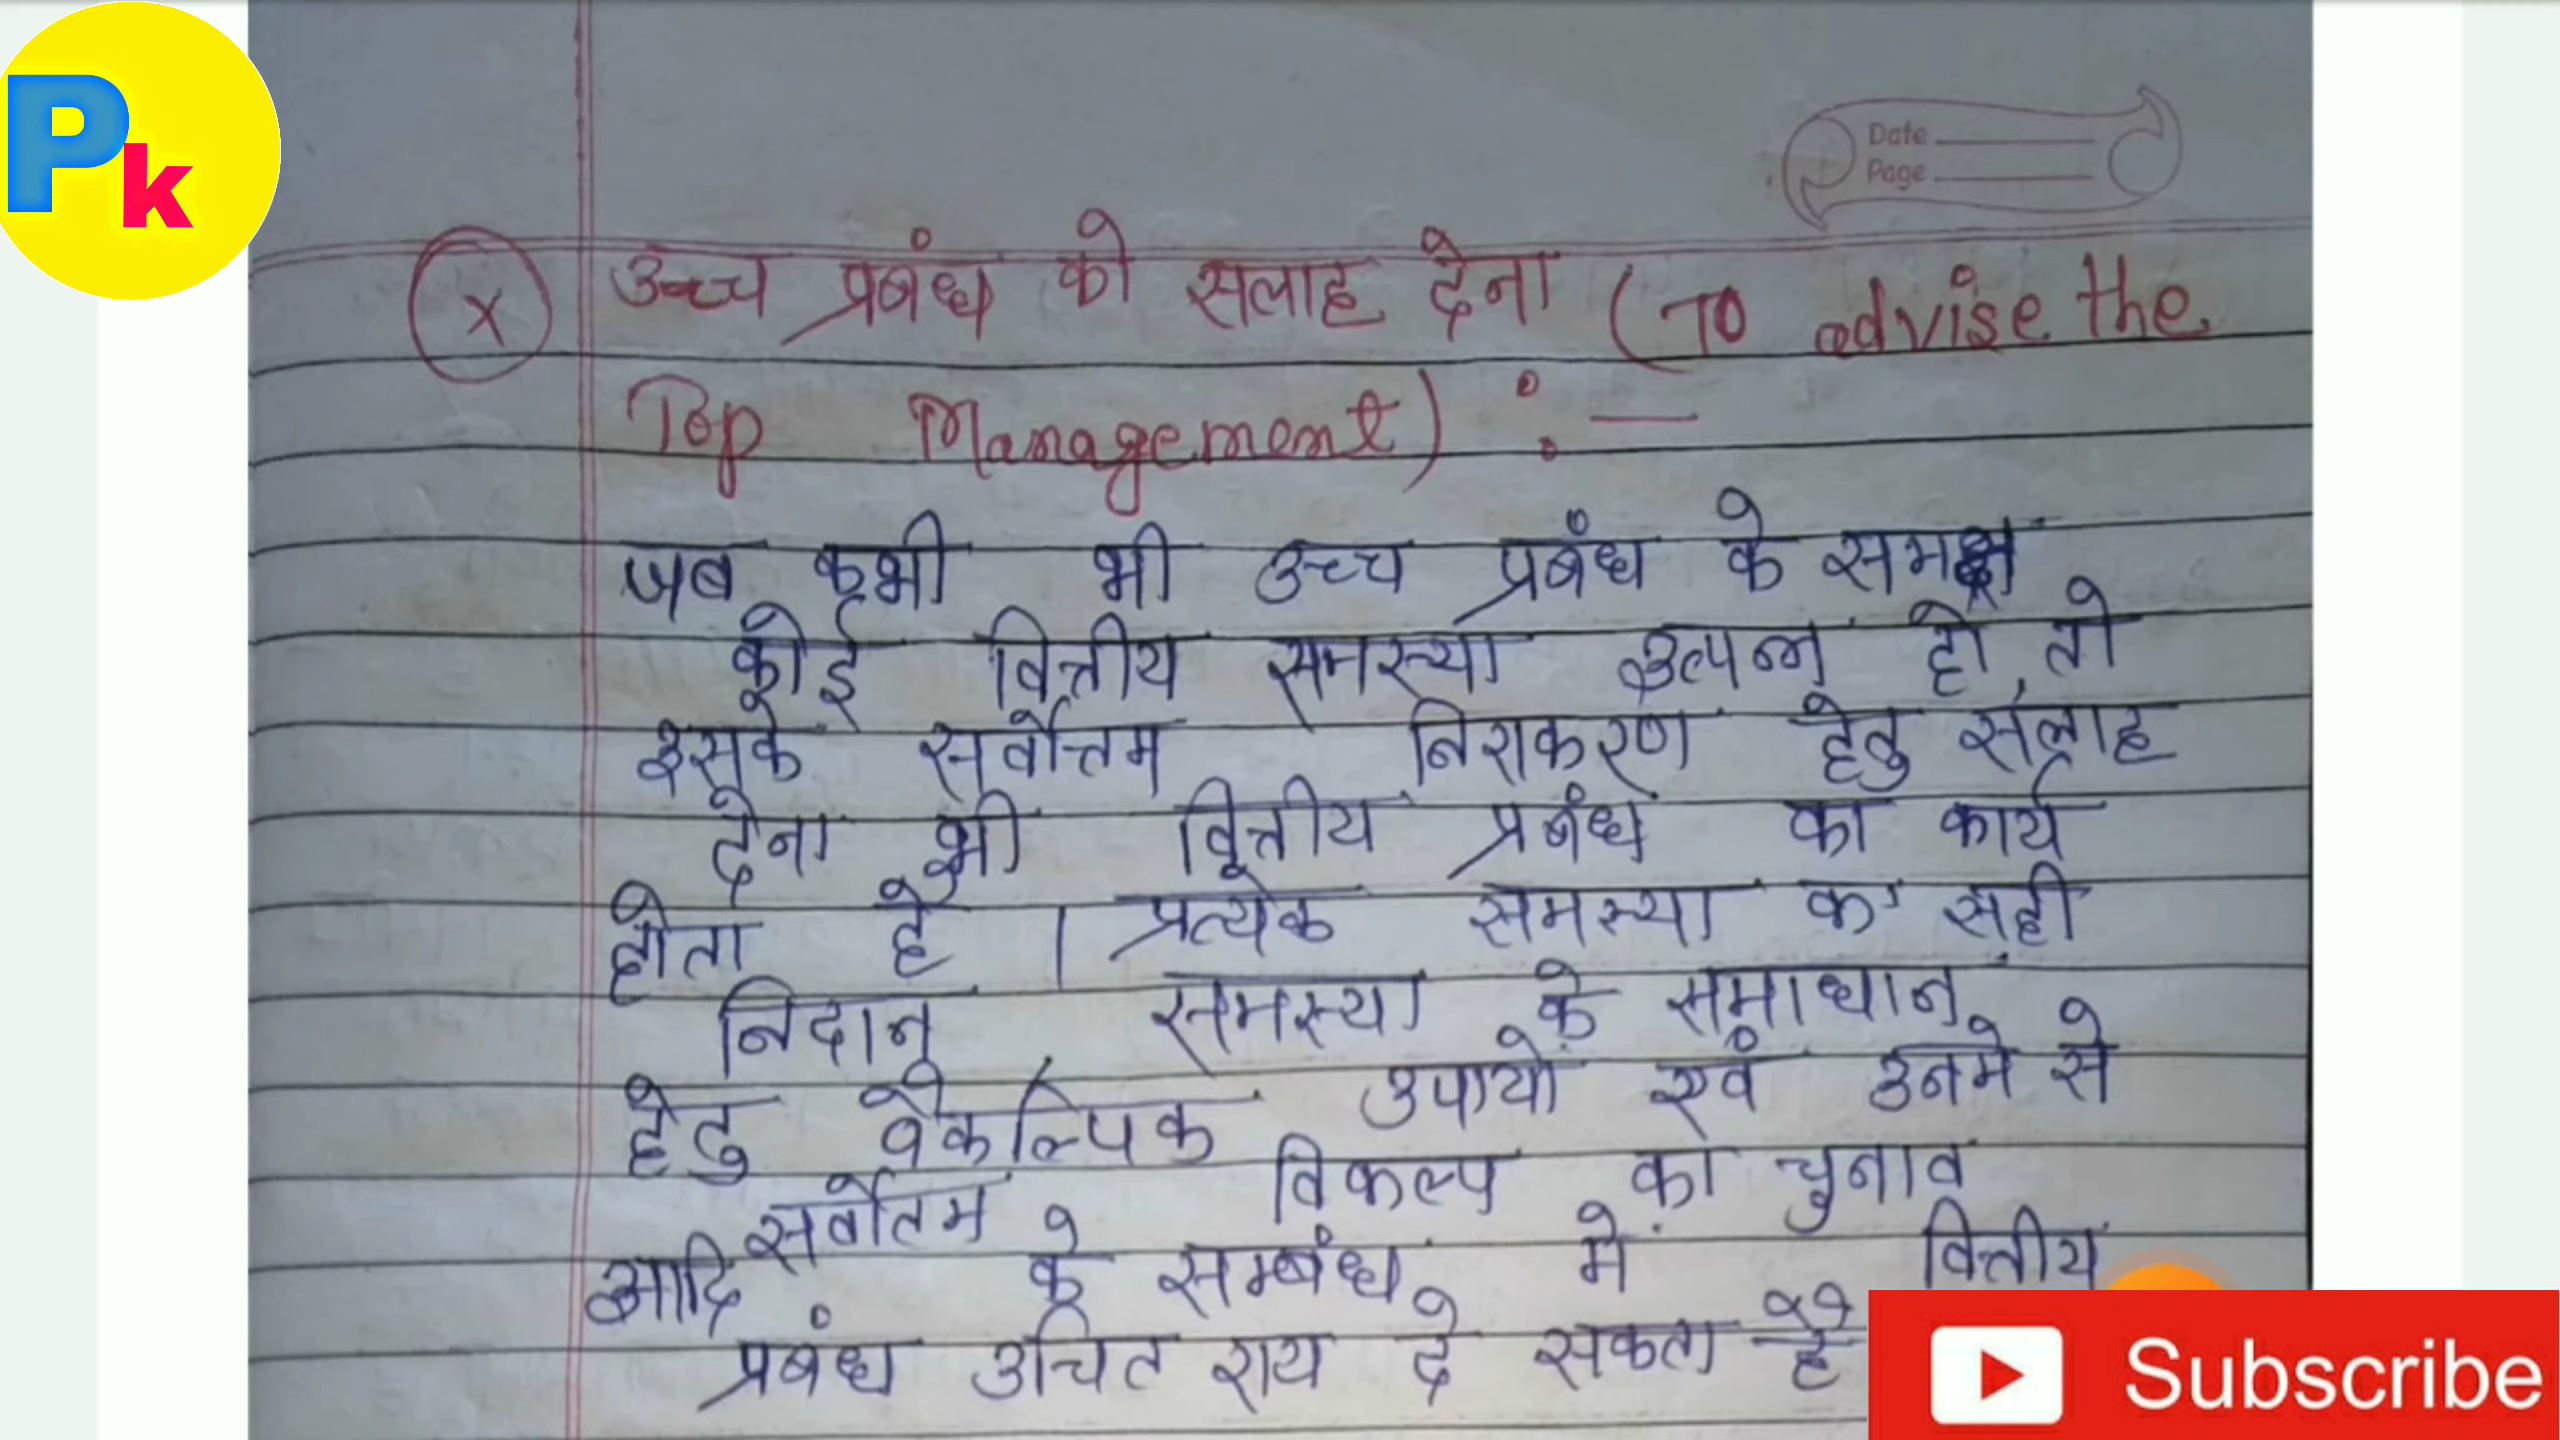 Pk
Date
Page
x उच्च प्रबंध को सलाह देना (To advise the
Top Management) :—
जब कभी भी उच्च प्रबंध के समक्ष
कोई वित्तीय समस्या उत्पन्न हो तो
उसके सर्वोत्तम निराकरण हेतु सलाह
देना भी वित्तीय प्रबंध का कार्य
होता है । प्रत्येक समस्या का सही
निदान समस्या के समाधान
हेतु वैकल्पिक उपायो एवं उनमे से
सर्वोतम विकल्प का चुनाव
आदि के सम्बंध में वित्तीय
प्रबंध उचित राय दे सकता है
Subscribe